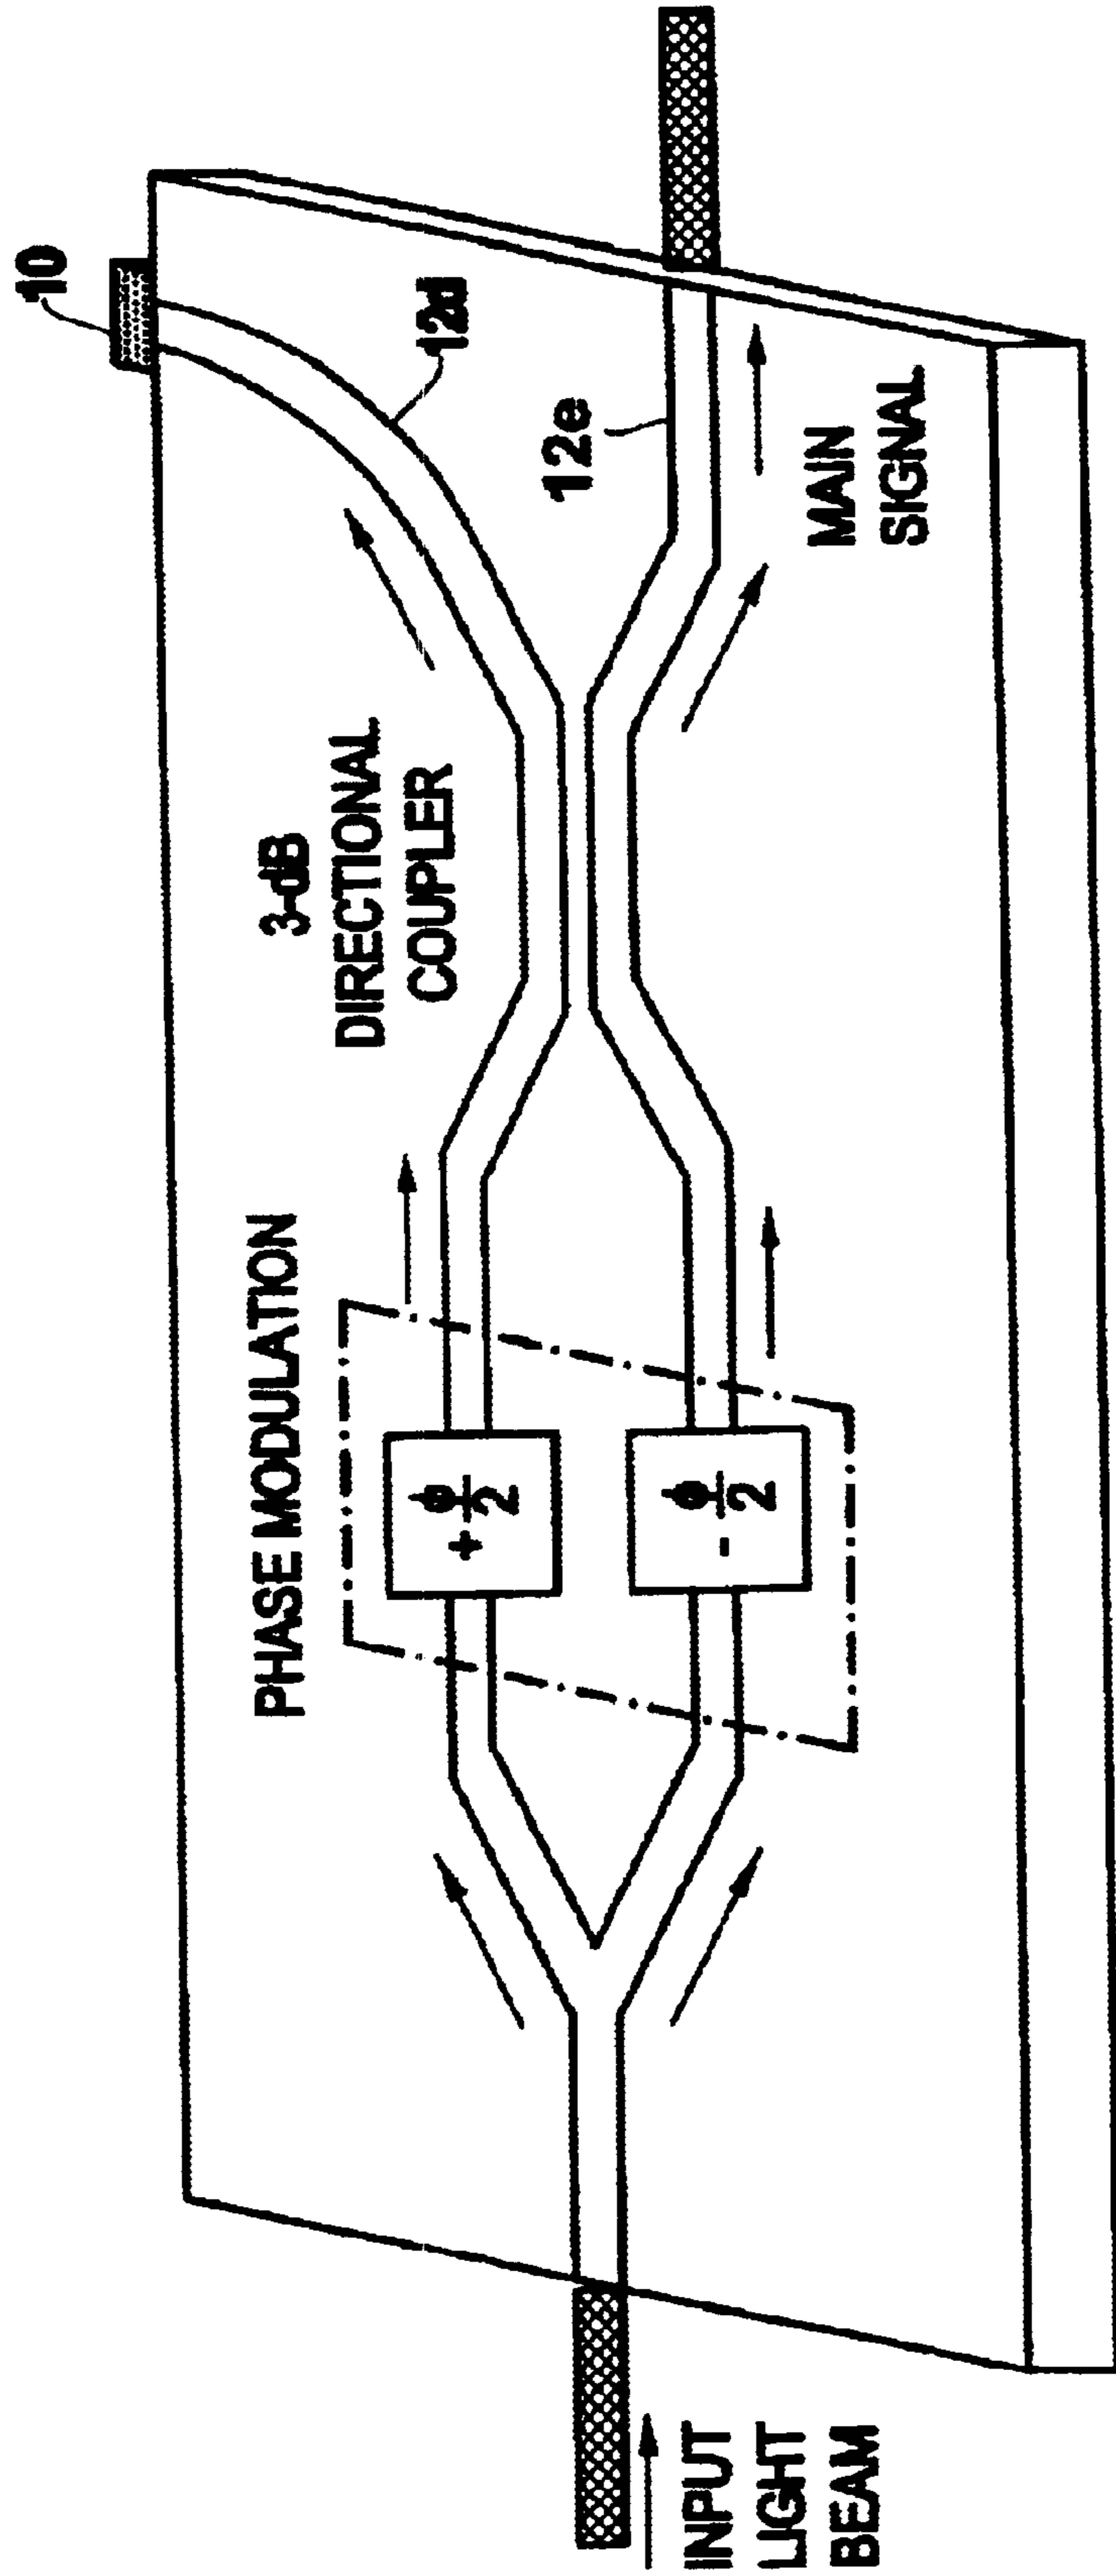 10
12d
12e
3-dB
DIRECTIONAL
COUPLER
PHASE MODULATION
+ ϕ/2
- ϕ/2
MAIN
SIGNAL
INPUT
LIGHT
BEAM